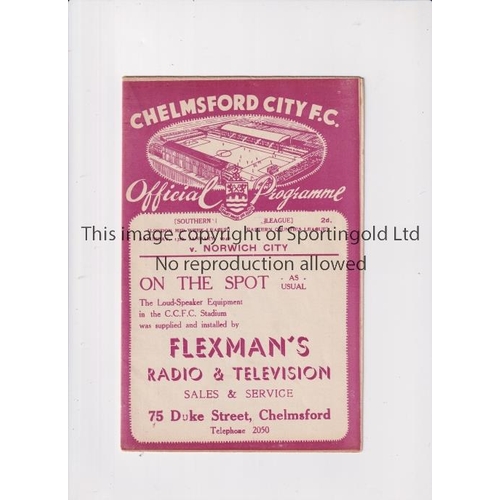 CHELMSFORD CITY F.C.
Official Programme
[SOUTHERN] [LEAGUE] 2d.
This image copyright of Sportingold Ltd
v. NORWICH CITY
No reproduction allowed
ON THE SPOT - AS USUAL
The Loud-Speaker Equipment
in the C.C.F.C. Stadium
was supplied and installed by
FLEXMAN'S
RADIO & TELEVISION
SALES & SERVICE
75 Duke Street, Chelmsford
Telephone 2050